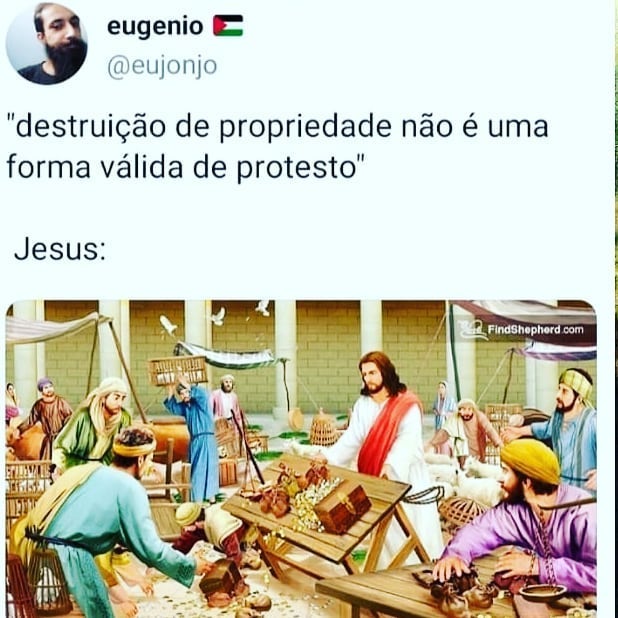 eugenio
@eujonjo
"destruição de propriedade não é uma
forma válida de protesto"
Jesus:
FindShepherd.com